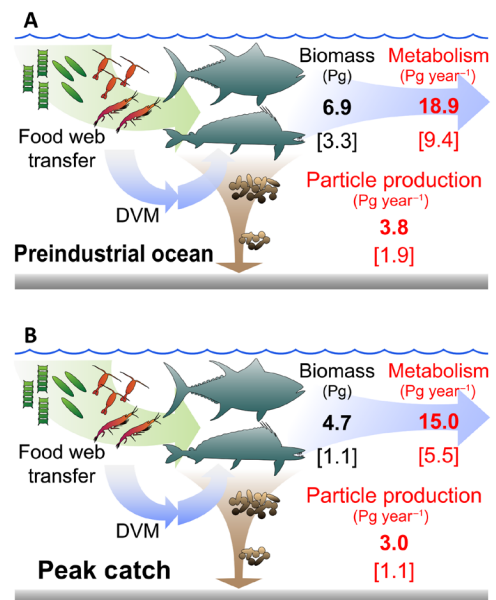 A
Biomass
(Pg)
Metabolism
(Pg year⁻¹)
6.9
18.9
[3.3]
[9.4]
Food web
transfer
Particle production
(Pg year⁻¹)
3.8
[1.9]
DVM
Preindustrial ocean
B
Biomass
(Pg)
Metabolism
(Pg year⁻¹)
4.7
15.0
[1.1]
[5.5]
Food web
transfer
Particle production
(Pg year⁻¹)
3.0
[1.1]
DVM
Peak catch